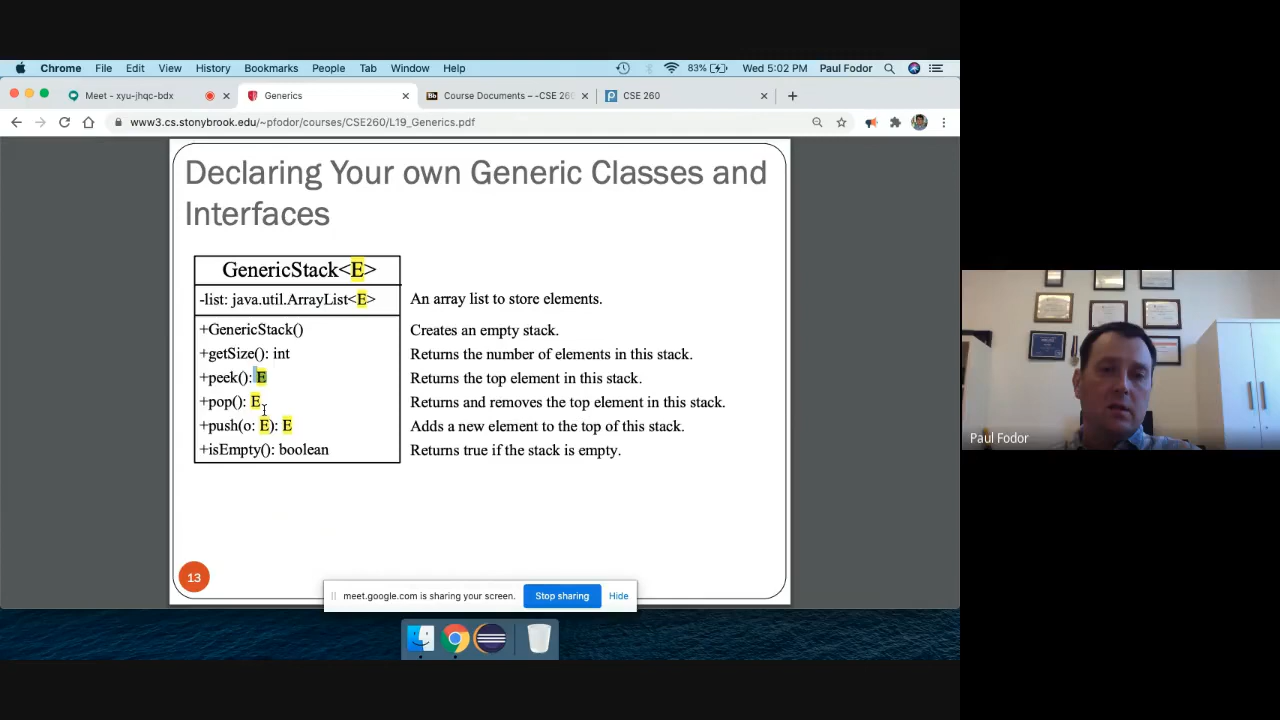 Chrome File Edit View History Bookmarks People Tab Window Help 83% Wed 5:02 PM Paul Fodor
Meet - xyu-jhqc-bdx Generics Course Documents – -CSE 260 CSE 260
www3.cs.stonybrook.edu/~pfodor/courses/CSE260/L19_Generics.pdf
Declaring Your own Generic Classes and
Interfaces
GenericStack<E>
-list: java.util.ArrayList<E> An array list to store elements.
+GenericStack() Creates an empty stack.
+getSize(): int Returns the number of elements in this stack.
+peek(): E Returns the top element in this stack.
+pop(): E Returns and removes the top element in this stack.
+push(o: E): E Adds a new element to the top of this stack.
+isEmpty(): boolean Returns true if the stack is empty.
Paul Fodor
13
meet.google.com is sharing your screen. Stop sharing Hide